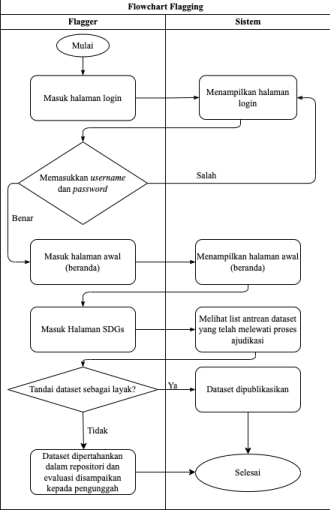 Flowchart Flagging
Flagger
Sistem
Mulai
Masuk halaman login
Menampilkan halaman
login
Memasukkan username
dan password
Salah
Benar
Masuk halaman awal
(beranda)
Menampilkan halaman awal
(beranda)
Masuk Halaman SDGs
Melihat list antrean dataset
yang telah melewati proses
ajudikasi
Tandai dataset sebagai layak?
Ya
Dataset dipublikasikan
Tidak
Dataset dipertahankan
dalam repositori dan
evaluasi disampaikan
kepada pengunggah
Selesai